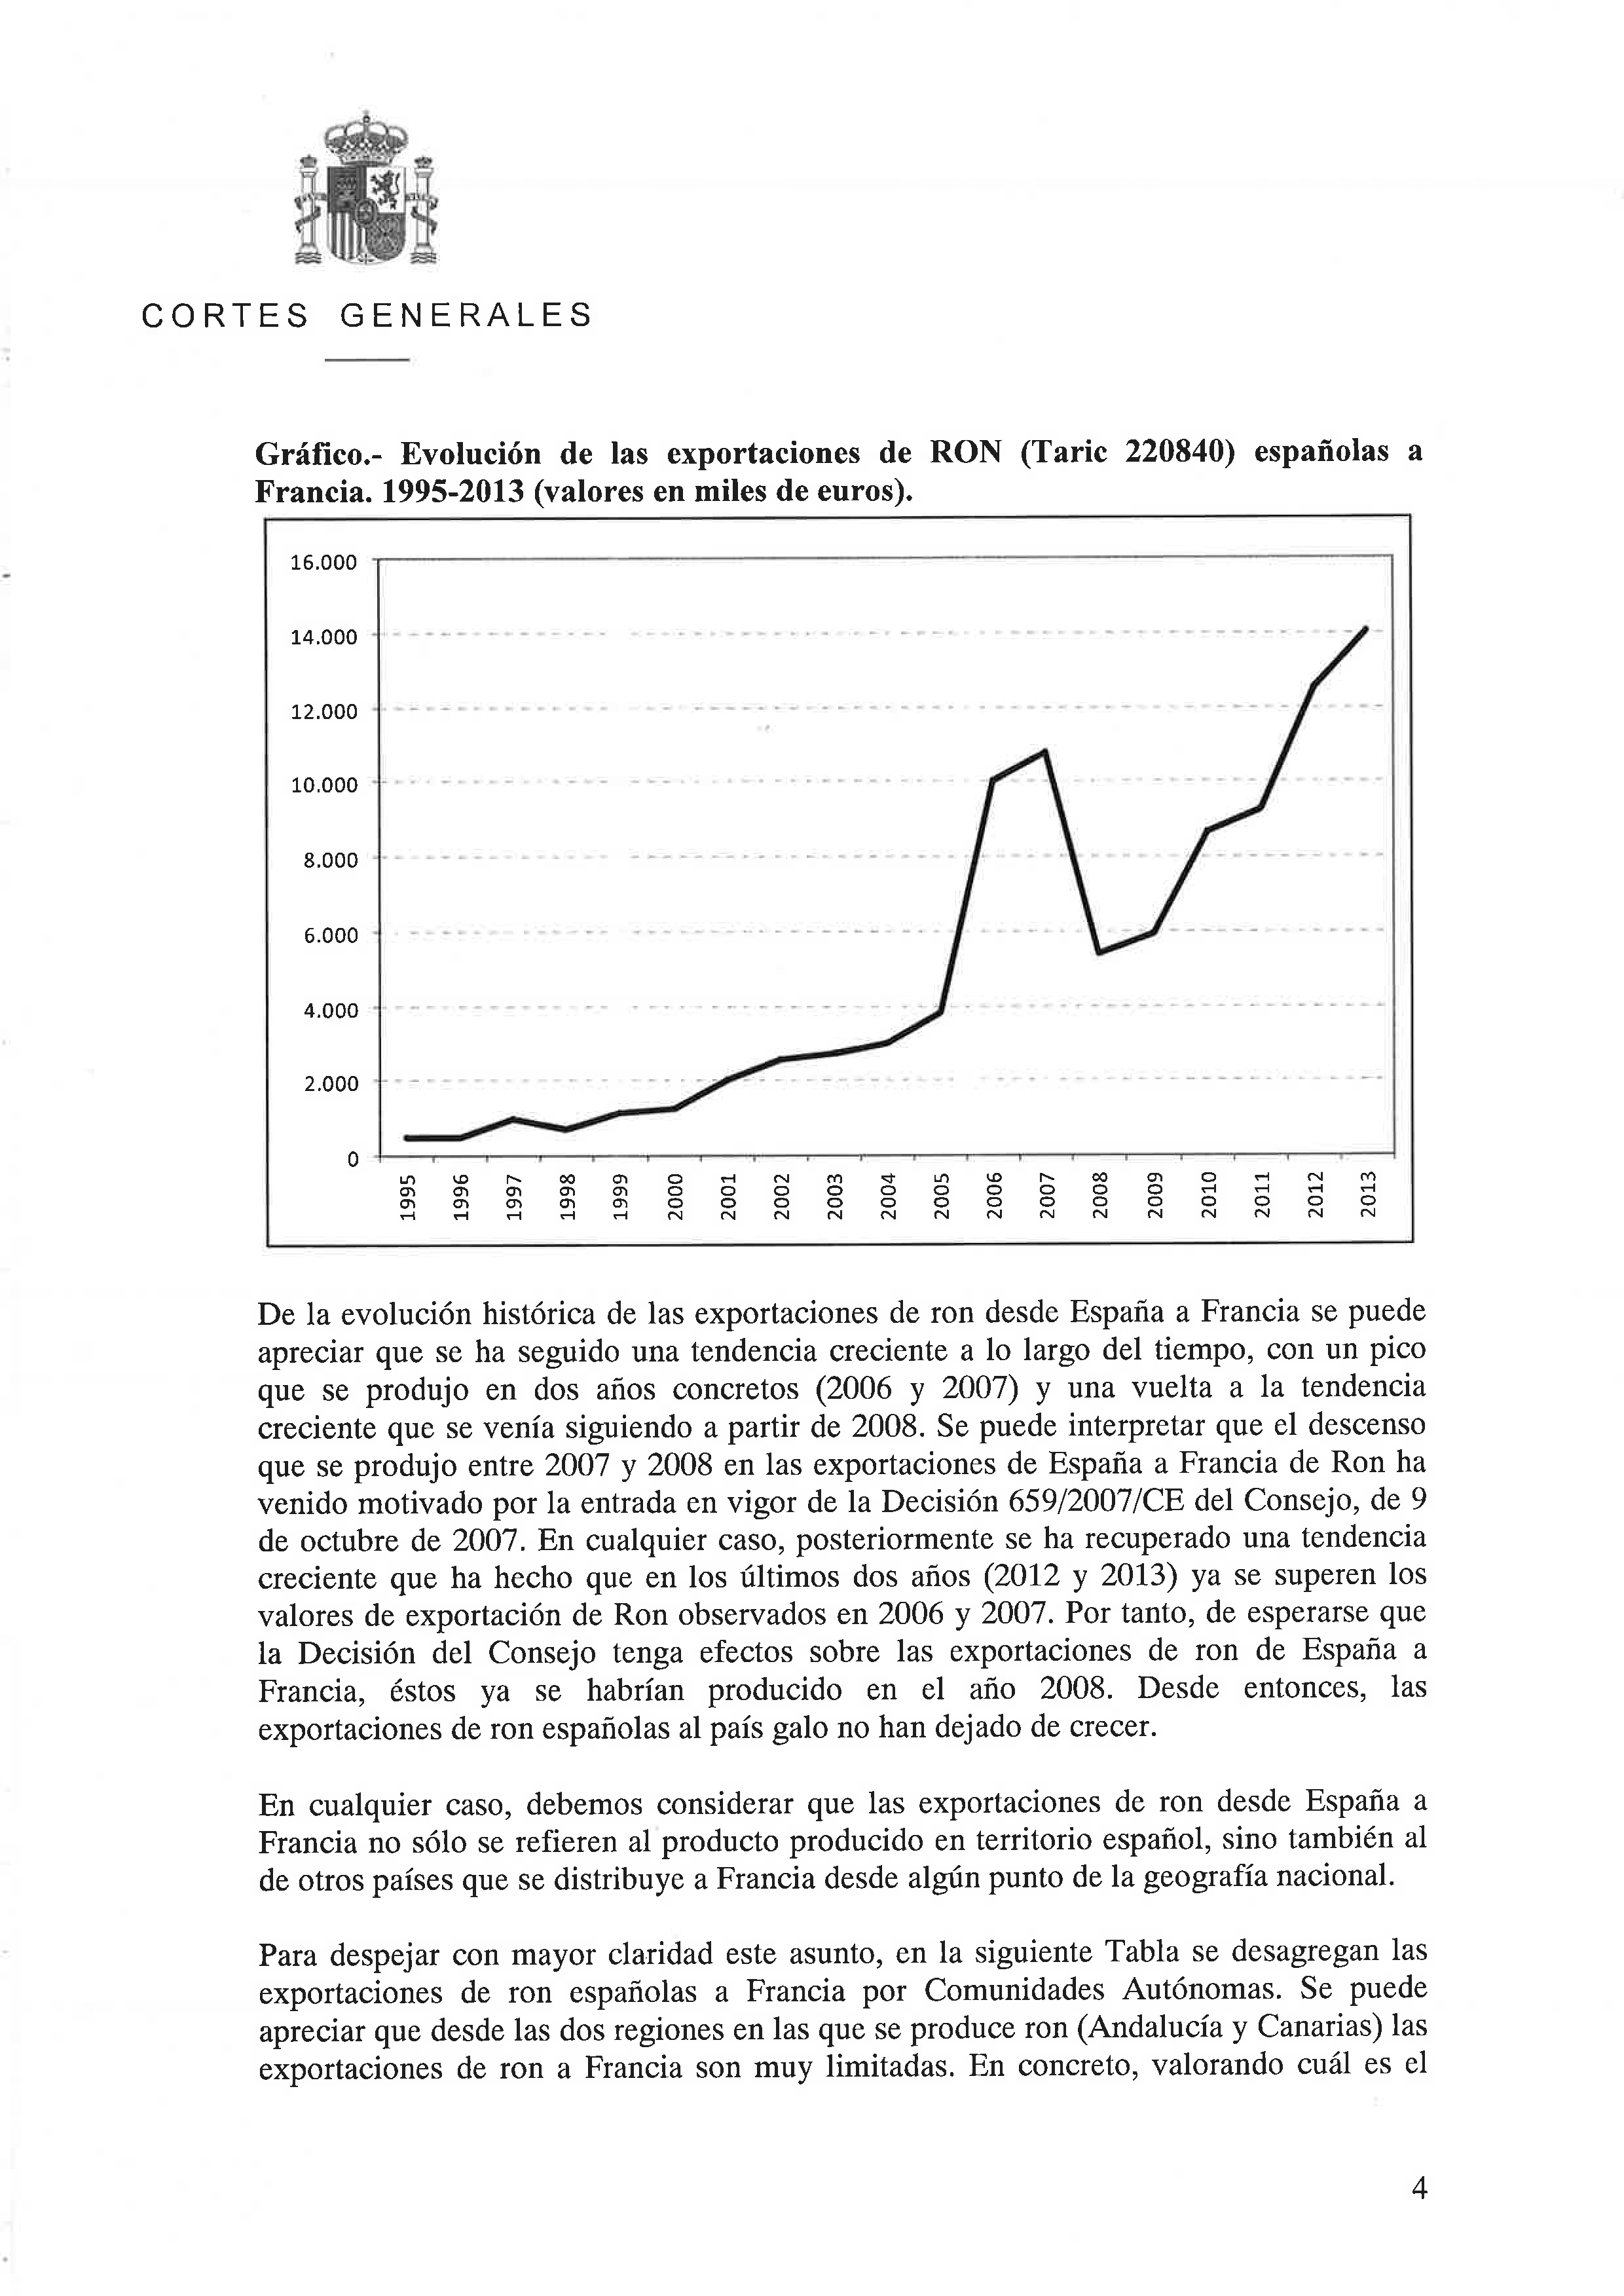 CORTES GENERALES
Gráfico.- Evolución de las exportaciones de RON (Taric 220840) españolas a
Francia. 1995-2013 (valores en miles de euros).
16.000
14.000
12.000
10.000
8.000
6.000
4.000
2.000
0
1995 1996 1997 1998 1999 2000 2001 2002 2003 2004 2005 2006 2007 2008 2009 2010 2011 2012 2013
De la evolución histórica de las exportaciones de ron desde España a Francia se puede
apreciar que se ha seguido una tendencia creciente a lo largo del tiempo, con un pico
que se produjo en dos años concretos (2006 y 2007) y una vuelta a la tendencia
creciente que se venía siguiendo a partir de 2008. Se puede interpretar que el descenso
que se produjo entre 2007 y 2008 en las exportaciones de España a Francia de Ron ha
venido motivado por la entrada en vigor de la Decisión 659/2007/CE del Consejo, de 9
de octubre de 2007. En cualquier caso, posteriormente se ha recuperado una tendencia
creciente que ha hecho que en los últimos dos años (2012 y 2013) ya se superen los
valores de exportación de Ron observados en 2006 y 2007. Por tanto, de esperarse que
la Decisión del Consejo tenga efectos sobre las exportaciones de ron de España a
Francia, éstos ya se habrían producido en el año 2008. Desde entonces, las
exportaciones de ron españolas al país galo no han dejado de crecer.
En cualquier caso, debemos considerar que las exportaciones de ron desde España a
Francia no sólo se refieren al producto producido en territorio español, sino también al
de otros países que se distribuye a Francia desde algún punto de la geografía nacional.
Para despejar con mayor claridad este asunto, en la siguiente Tabla se desagregan las
exportaciones de ron españolas a Francia por Comunidades Autónomas. Se puede
apreciar que desde las dos regiones en las que se produce ron (Andalucía y Canarias) las
exportaciones de ron a Francia son muy limitadas. En concreto, valorando cuál es el
4